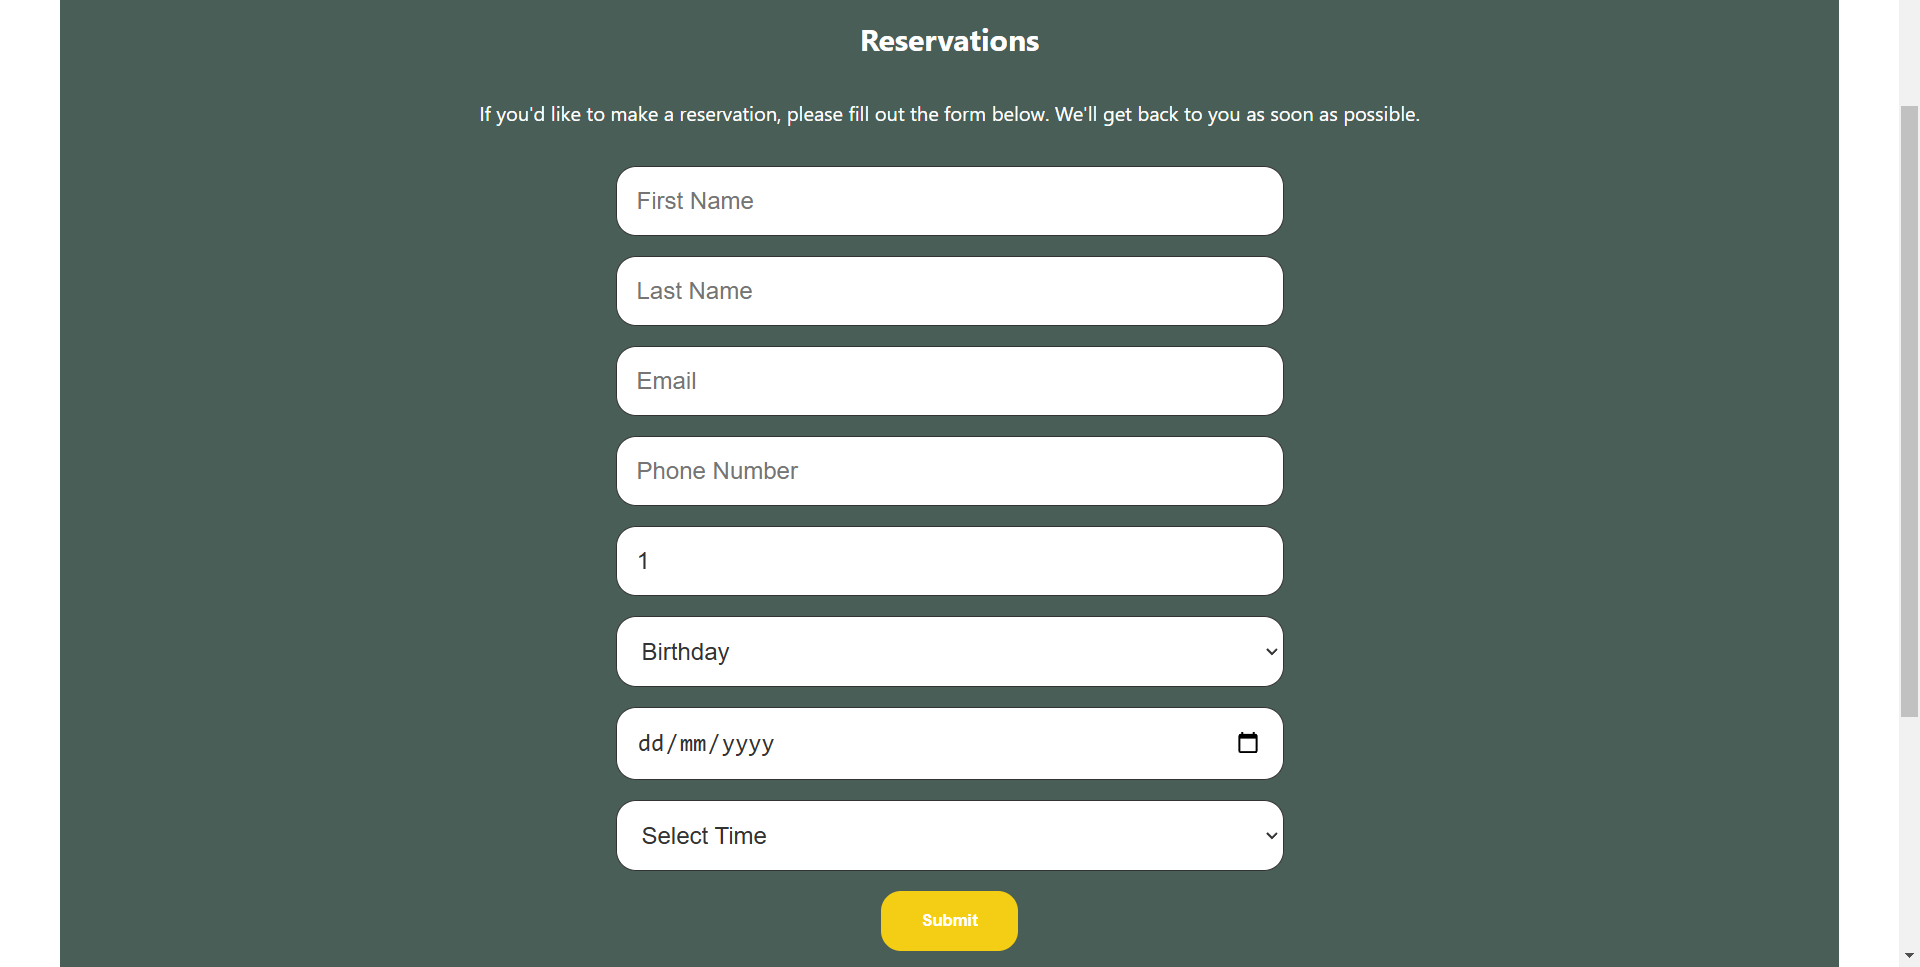 Reservations
If you'd like to make a reservation, please fill out the form below. We'll get back to you as soon as possible.
First Name
Last Name
Email
Phone Number
1
Birthday
dd/mm/yyyy
Select Time
Submit